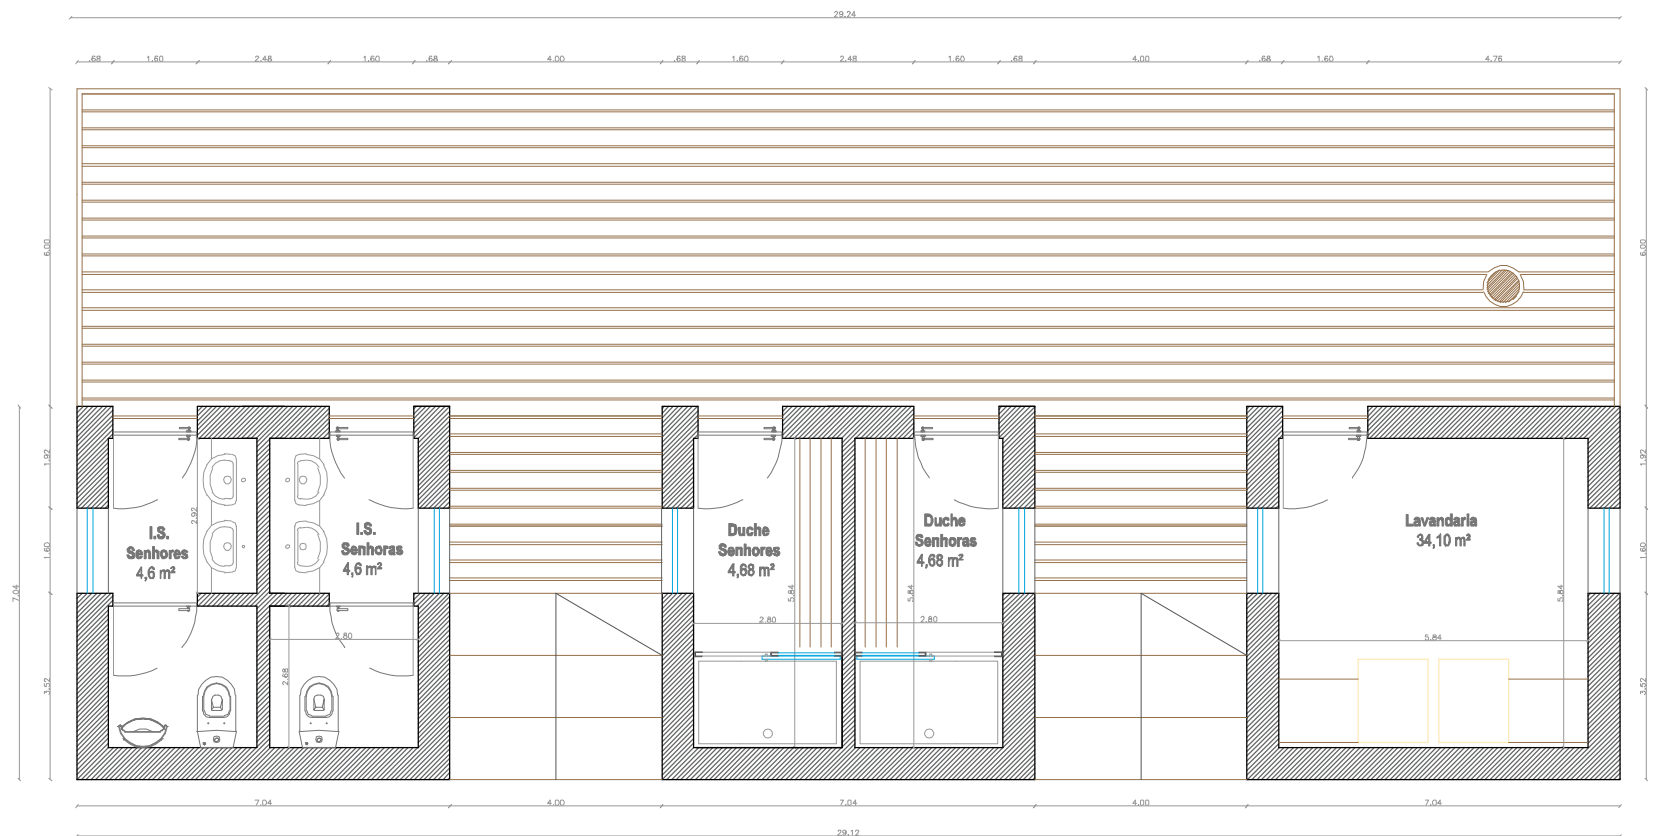 29.24
.68 1.60 2.48 1.60 .68 4.00 .68 1.60 2.48 1.60 .68 4.00 .68 1.60 4.76
6.00
6.00
1.92
1.92
2.92
I.S.
Senhores
4,6 m²
I.S.
Senhoras
4,6 m²
Duche
Senhores
4,68 m²
Duche
Senhoras
4,68 m²
Lavandaria
34,10 m²
1.60
1.60
7.04
5.84
5.84
5.84
2.80
2.80
2.80
5.84
2.68
3.52
3.52
7.04 4.00 7.04 4.00 7.04
29.12